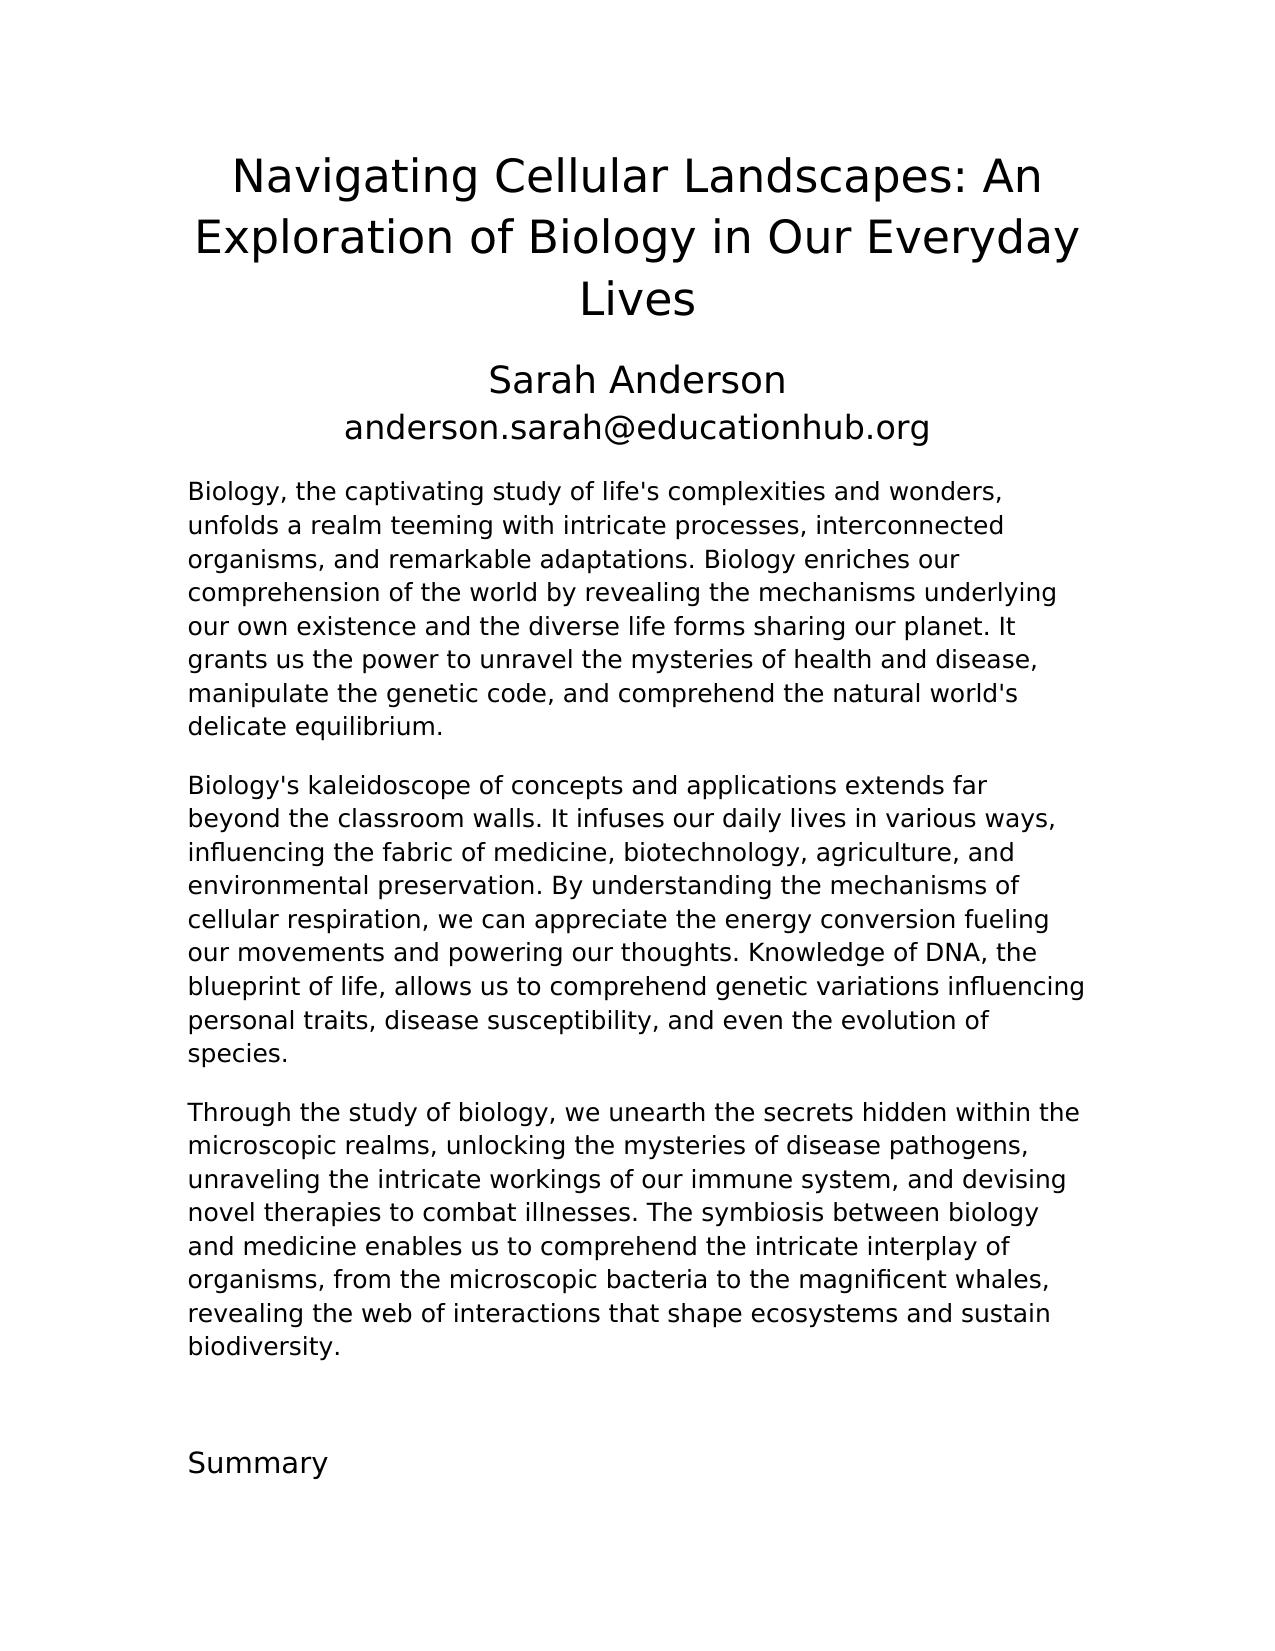 Navigating Cellular Landscapes: An
Exploration of Biology in Our Everyday
Lives
Sarah Anderson
anderson.sarah@educationhub.org
Biology, the captivating study of life's complexities and wonders,
unfolds a realm teeming with intricate processes, interconnected
organisms, and remarkable adaptations. Biology enriches our
comprehension of the world by revealing the mechanisms underlying
our own existence and the diverse life forms sharing our planet. It
grants us the power to unravel the mysteries of health and disease,
manipulate the genetic code, and comprehend the natural world's
delicate equilibrium.
Biology's kaleidoscope of concepts and applications extends far
beyond the classroom walls. It infuses our daily lives in various ways,
influencing the fabric of medicine, biotechnology, agriculture, and
environmental preservation. By understanding the mechanisms of
cellular respiration, we can appreciate the energy conversion fueling
our movements and powering our thoughts. Knowledge of DNA, the
blueprint of life, allows us to comprehend genetic variations influencing
personal traits, disease susceptibility, and even the evolution of
species.
Through the study of biology, we unearth the secrets hidden within the
microscopic realms, unlocking the mysteries of disease pathogens,
unraveling the intricate workings of our immune system, and devising
novel therapies to combat illnesses. The symbiosis between biology
and medicine enables us to comprehend the intricate interplay of
organisms, from the microscopic bacteria to the magnificent whales,
revealing the web of interactions that shape ecosystems and sustain
biodiversity.
Summary